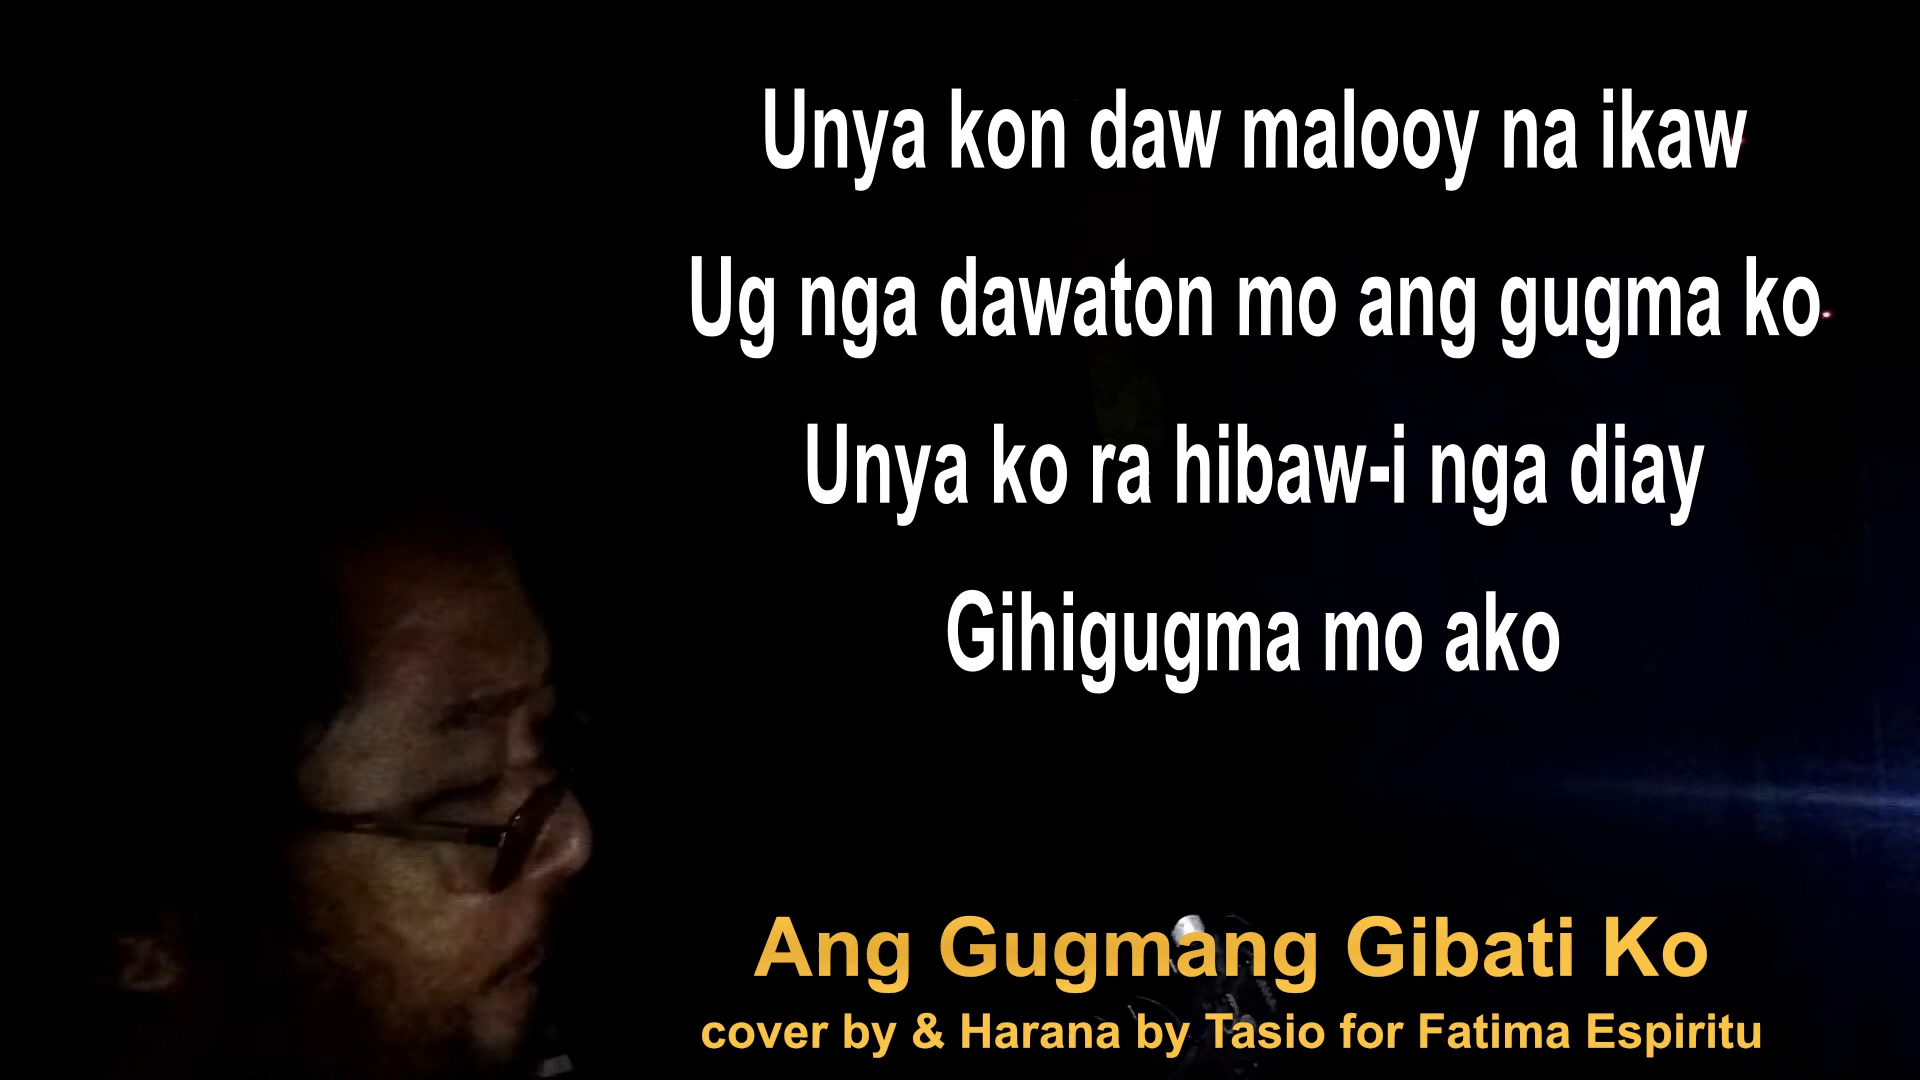 Unya kon daw malooy na ikaw
Ug nga dawaton mo ang gugma ko
Unya ko ra hibaw-i nga diay
Gihigugma mo ako
Ang Gugmang Gibati Ko
cover by & Harana by Tasio for Fatima Espiritu